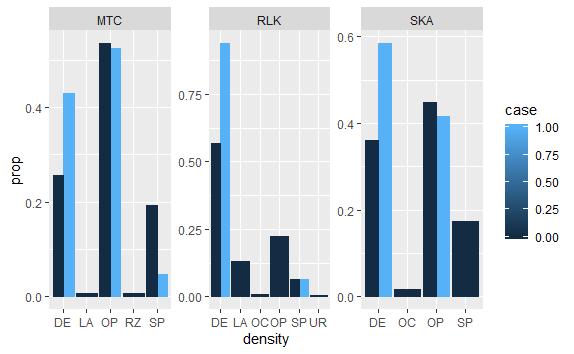 MTC RLK SKA
prop
0.4
0.2
0.0
0.75
0.50
0.25
0.00
0.6
0.4
0.2
0.0
DE LA OP RZ SP
DE LA OC OP SP UR
DE OC OP SP
density
case
1.00
0.75
0.50
0.25
0.00